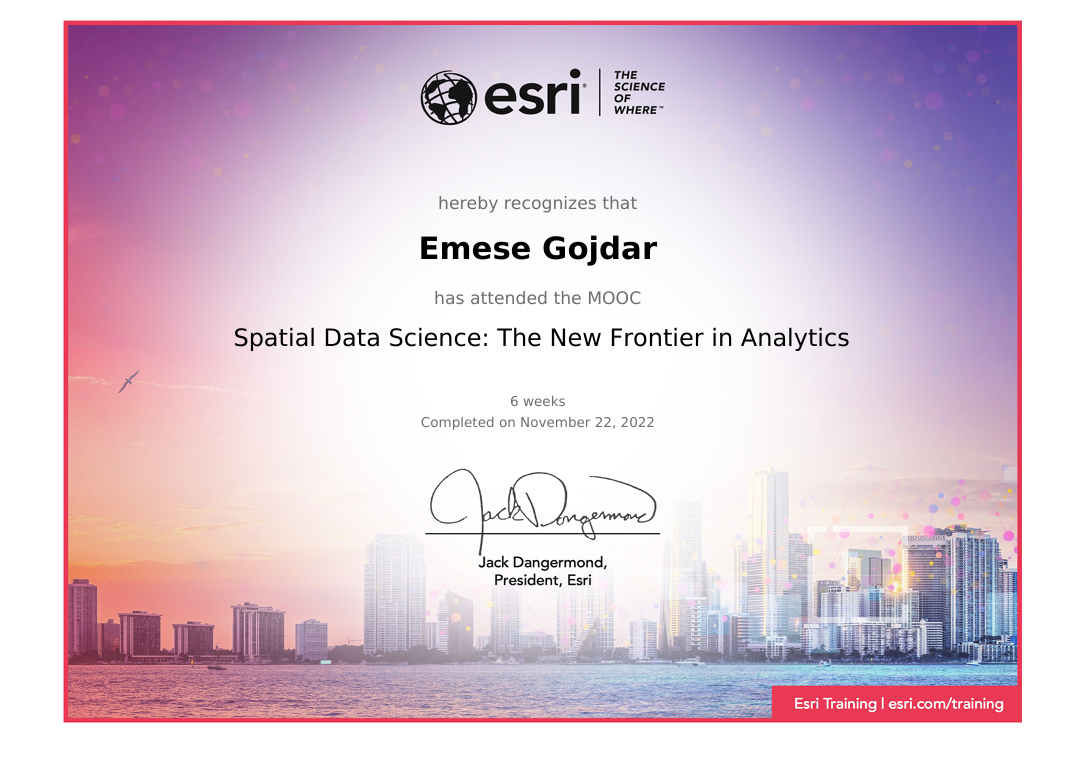 esri®
THE
SCIENCE
OF
WHERE™
hereby recognizes that
Emese Gojdar
has attended the MOOC
Spatial Data Science: The New Frontier in Analytics
6 weeks
Completed on November 22, 2022
Jack Dangermond
Jack Dangermond,
President, Esri
Esri Training | esri.com/training